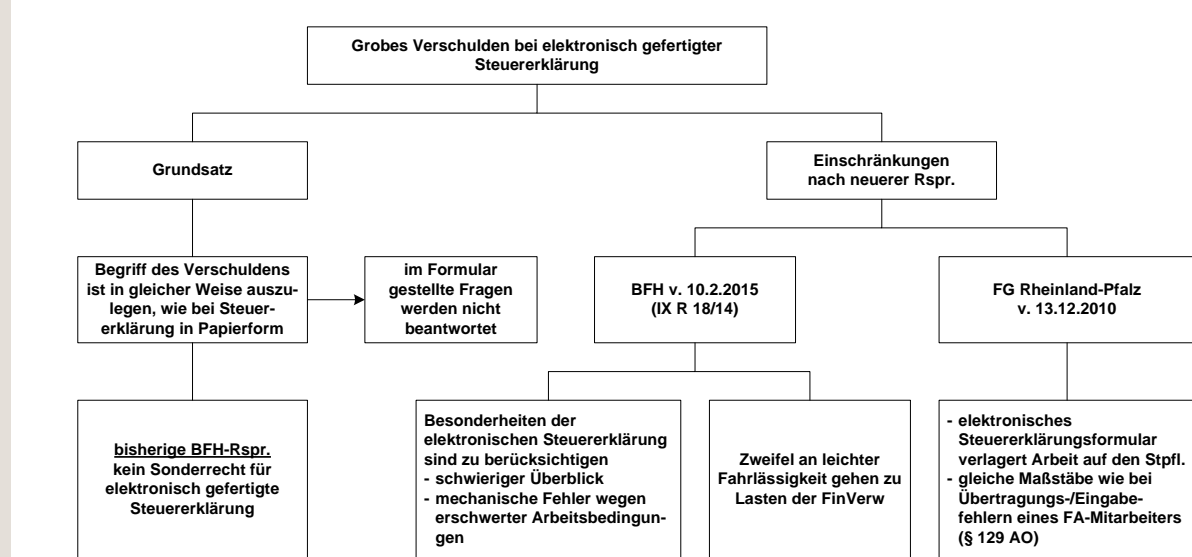 Grobes Verschulden bei elektronisch gefertigter
Steuererklärung
Grundsatz
Einschränkungen
nach neuerer Rspr.
Begriff des Verschuldens
ist in gleicher Weise auszu-
legen, wie bei Steuer-
erklärung in Papierform
im Formular
gestellte Fragen
werden nicht
beantwortet
BFH v. 10.2.2015
(IX R 18/14)
FG Rheinland-Pfalz
v. 13.12.2010
bisherige BFH-Rspr.
kein Sonderrecht für
elektronisch gefertigte
Steuererklärung
Besonderheiten der
elektronischen Steuererklärung
sind zu berücksichtigen
- schwieriger Überblick
- mechanische Fehler wegen
erschwerter Arbeitsbedingun-
gen
Zweifel an leichter
Fahrlässigkeit gehen zu
Lasten der FinVerw
- elektronisches
Steuererklärungsformular
verlagert Arbeit auf den Stpfl.
- gleiche Maßstäbe wie bei
Übertragungs-/Eingabe-
fehlern eines FA-Mitarbeiters
(§ 129 AO)